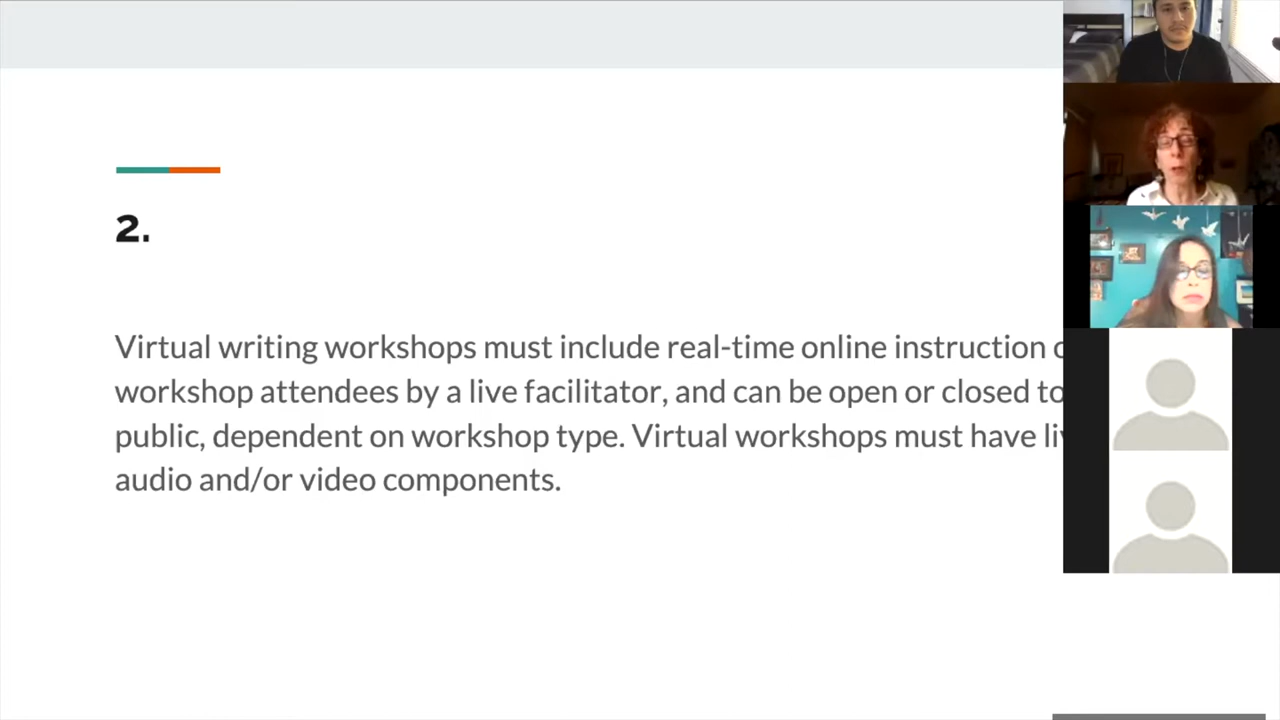 2.
Virtual writing workshops must include real-time online instruction
workshop attendees by a live facilitator, and can be open or closed to
public, dependent on workshop type. Virtual workshops must have
audio and/or video components.